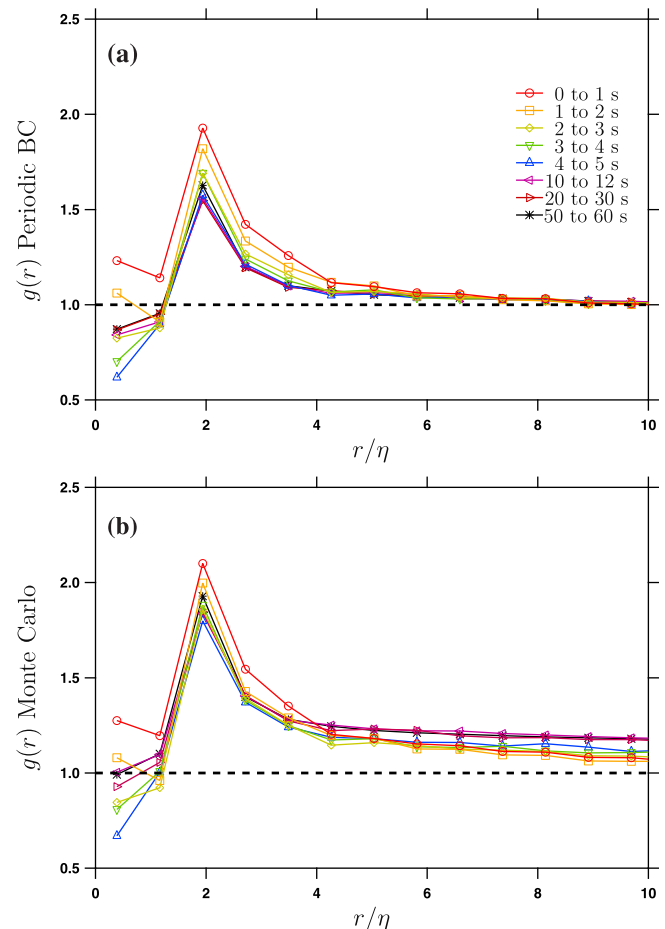 2.5
(a)
0 to 1 s
1 to 2 s
2 to 3 s
3 to 4 s
4 to 5 s
10 to 12 s
20 to 30 s
50 to 60 s
2.0
1.5
1.0
0.5
g(r) Periodic BC
0 2 4 6 8 10
r/η
2.5
(b)
2.0
1.5
1.0
0.5
g(r) Monte Carlo
0 2 4 6 8 10
r/η